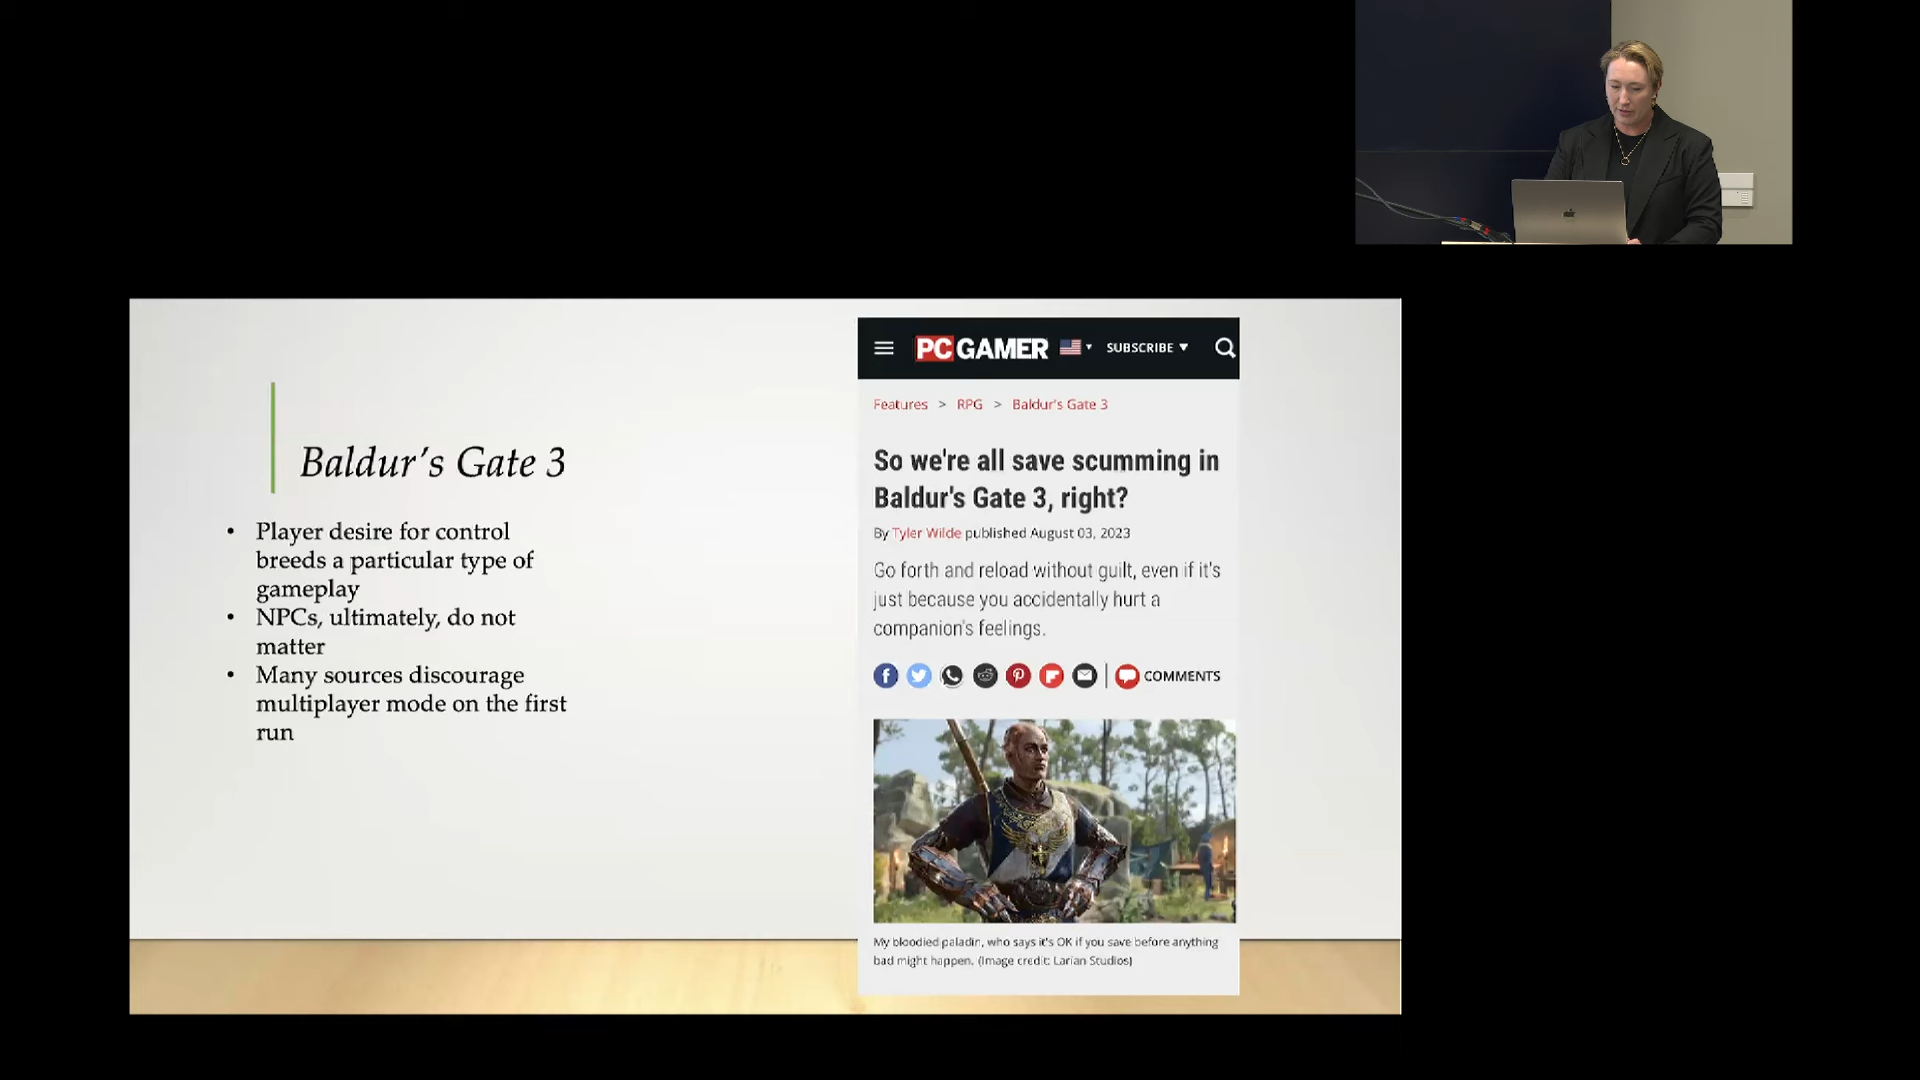 Baldur's Gate 3
• Player desire for control
breeds a particular type of
gameplay
• NPCs, ultimately, do not
matter
• Many sources discourage
multiplayer mode on the first
run
PC GAMER SUBSCRIBE
Features > RPG > Baldur's Gate 3
So we're all save scumming in
Baldur's Gate 3, right?
By Tyler Wilde published August 03, 2023
Go forth and reload without guilt, even if it's
just because you accidentally hurt a
companion's feelings.
COMMENTS
My bloodied paladin, who says it's OK if you save before anything
bad might happen. (Image credit: Larian Studios)